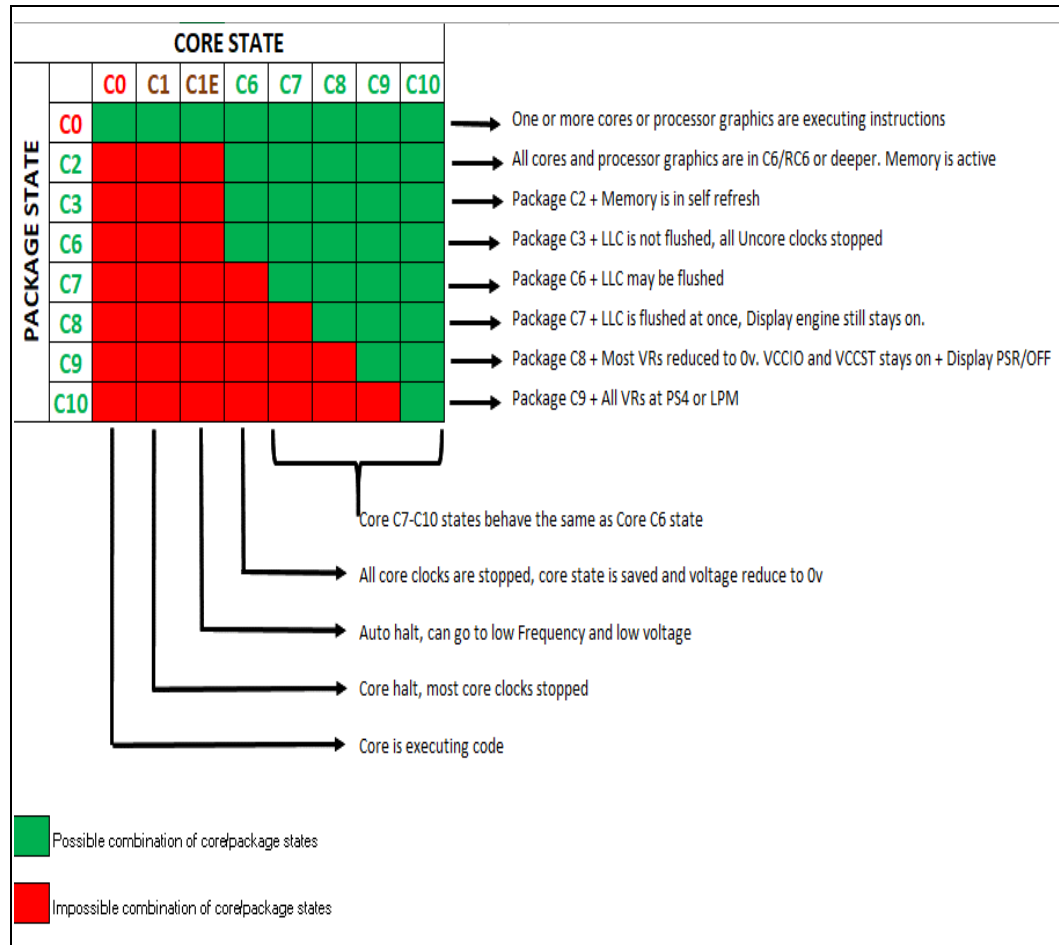 CORE STATE
C0 C1 C1E C6 C7 C8 C9 C10
PACKAGE STATE
C0
One or more cores or processor graphics are executing instructions
C2
All cores and processor graphics are in C6/RC6 or deeper. Memory is active
C3
Package C2 + Memory is in self refresh
C6
Package C3 + LLC is not flushed, all Uncore clocks stopped
C7
Package C6 + LLC may be flushed
C8
Package C7 + LLC is flushed at once, Display engine still stays on.
C9
Package C8 + Most VRs reduced to 0v. VCCIO and VCCST stays on + Display PSR/OFF
C10
Package C9 + All VRs at PS4 or LPM
Core C7-C10 states behave the same as Core C6 state
All core clocks are stopped, core state is saved and voltage reduce to 0v
Auto halt, can go to low Frequency and low voltage
Core halt, most core clocks stopped
Core is executing code
Possible combination of core/package states
Impossible combination of core/package states